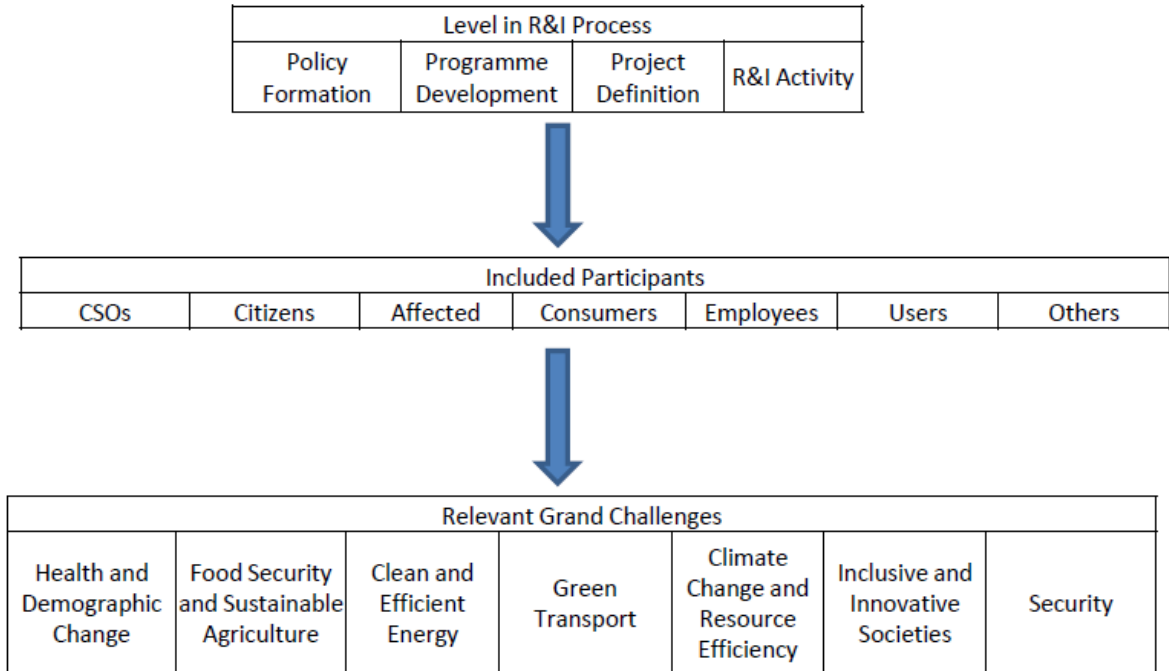 Level in R&I Process
Policy
Formation
Programme
Development
Project
Definition
R&I Activity
Included Participants
CSOs
Citizens
Affected
Consumers
Employees
Users
Others
Relevant Grand Challenges
Health and
Demographic
Change
Food Security
and Sustainable
Agriculture
Clean and
Efficient
Energy
Green
Transport
Climate
Change and
Resource
Efficiency
Inclusive and
Innovative
Societies
Security